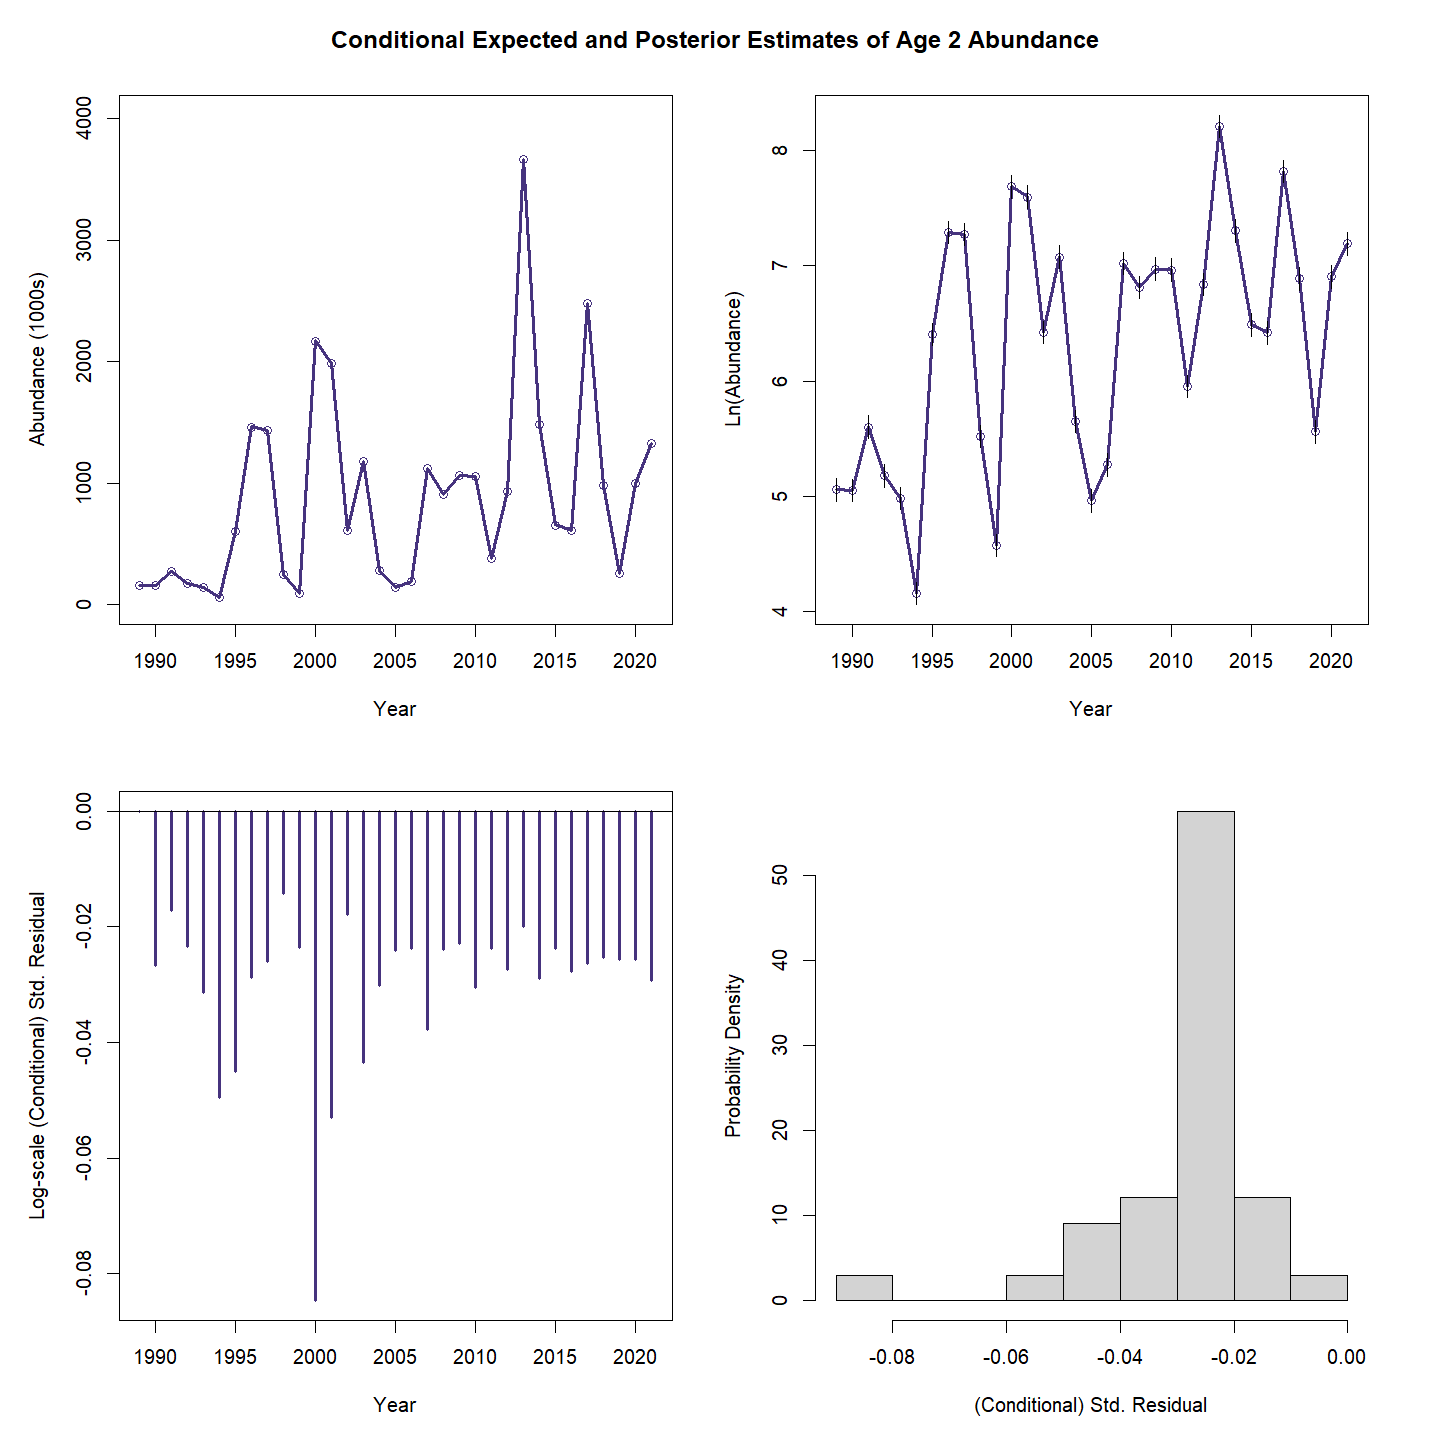 Conditional Expected and Posterior Estimates of Age 2 Abundance
Abundance (1000s)
4000
3000
2000
1000
0
1990 1995 2000 2005 2010 2015 2020
Year
Ln(Abundance)
8
7
6
5
4
1990 1995 2000 2005 2010 2015 2020
Year
Log-scale (Conditional) Std. Residual
0.00
-0.02
-0.04
-0.06
-0.08
1990 1995 2000 2005 2010 2015 2020
Year
Probability Density
50
40
30
20
10
0
-0.08 -0.06 -0.04 -0.02 0.00
(Conditional) Std. Residual